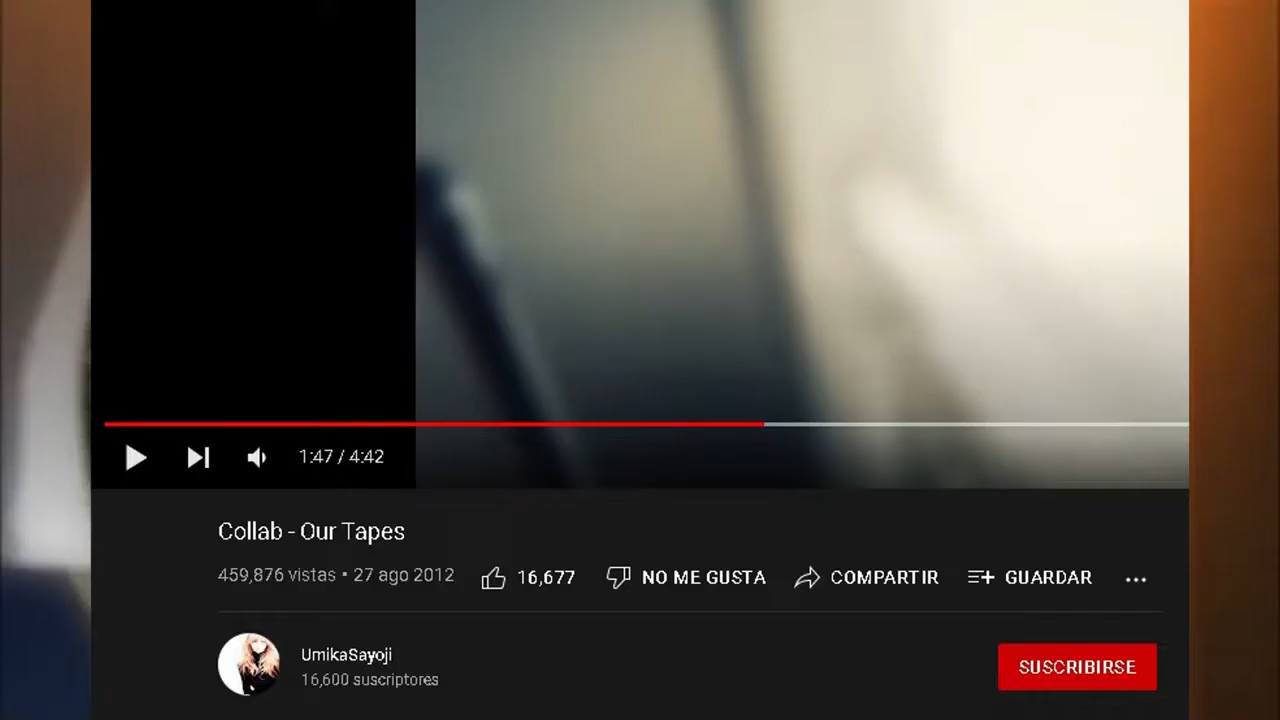 1:47 / 4:42
Collab - Our Tapes
459,876 vistas • 27 ago 2012 16,677 NO ME GUSTA COMPARTIR GUARDAR
UmikaSayoji
16,600 suscriptores
SUSCRIBIRSE